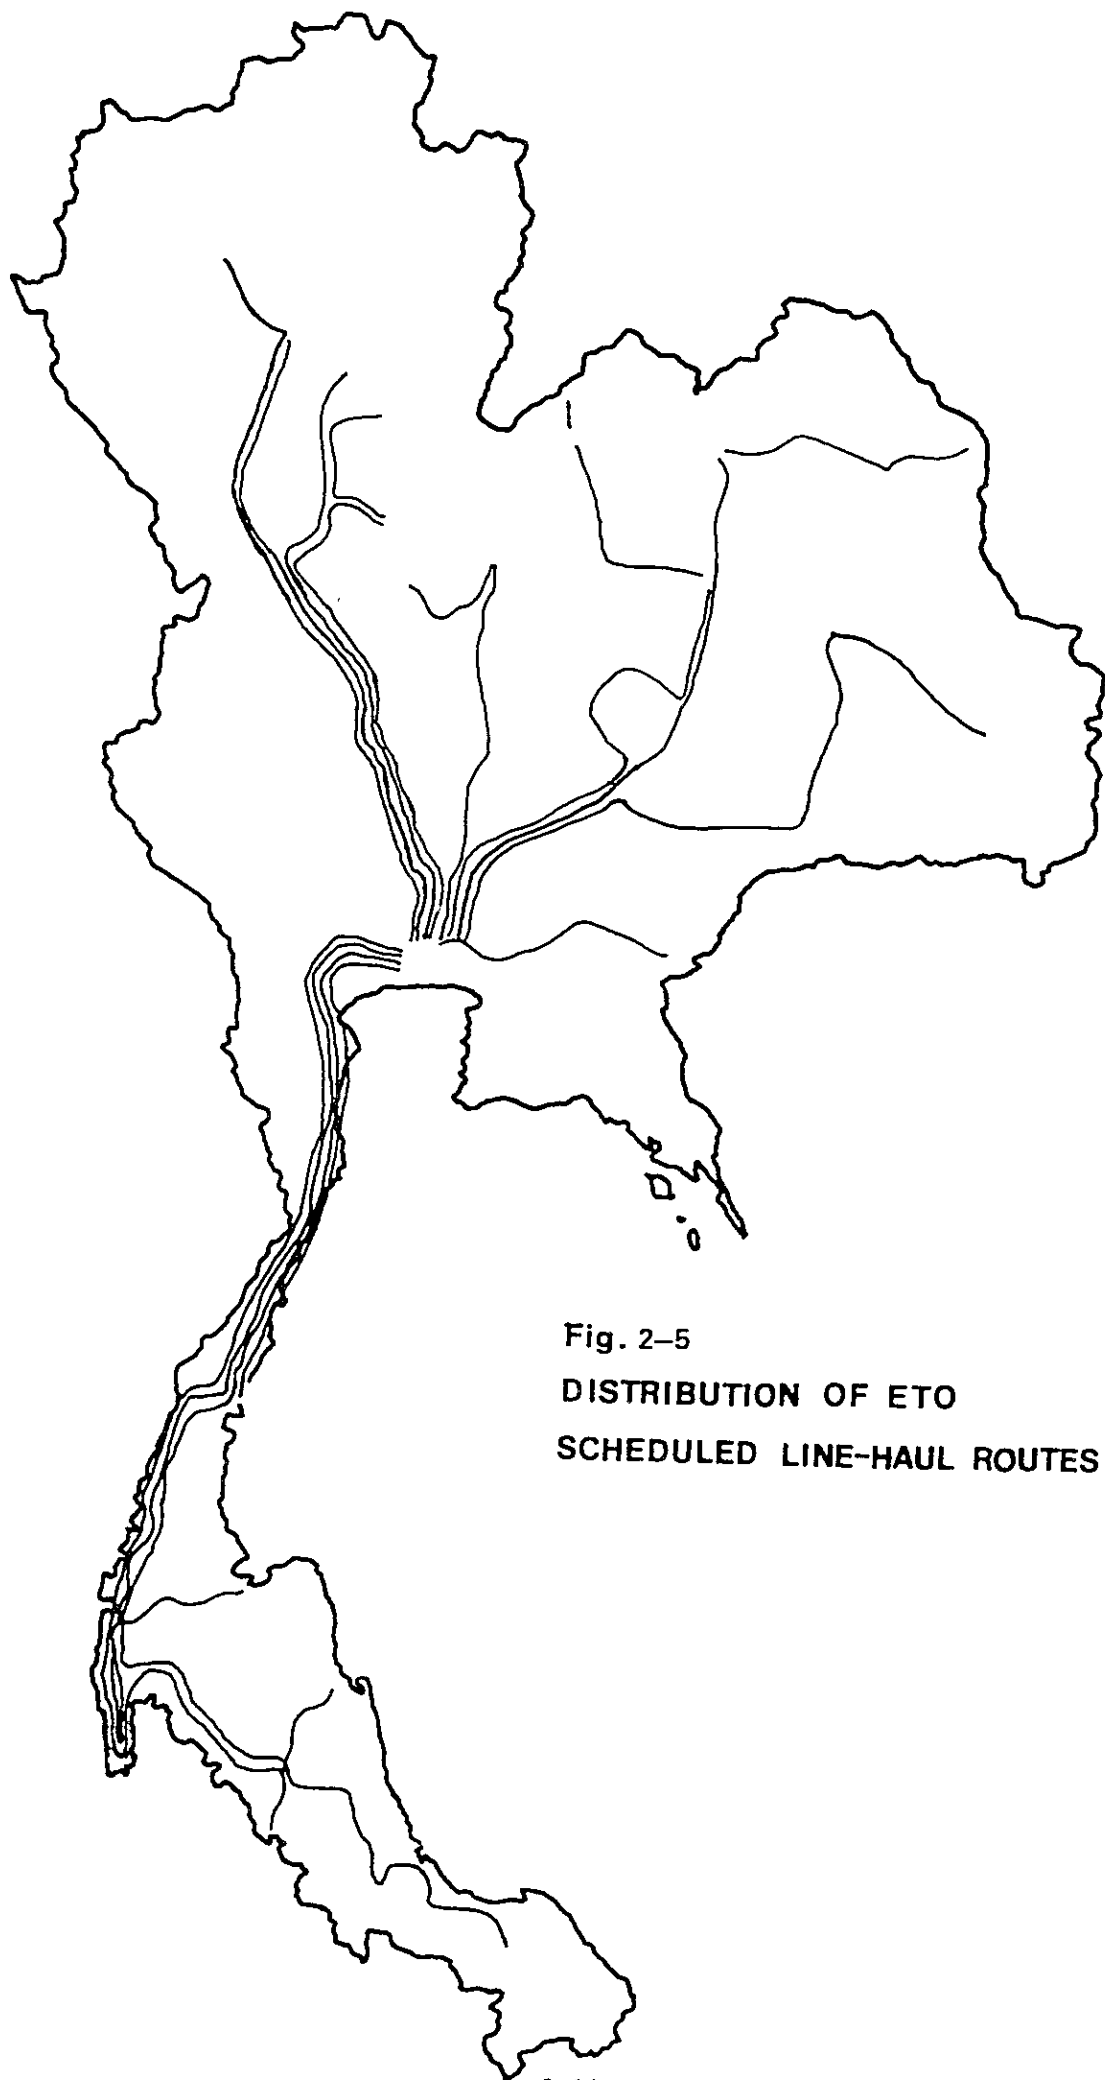 Fig. 2–5
DISTRIBUTION OF ETO
SCHEDULED LINE-HAUL ROUTES